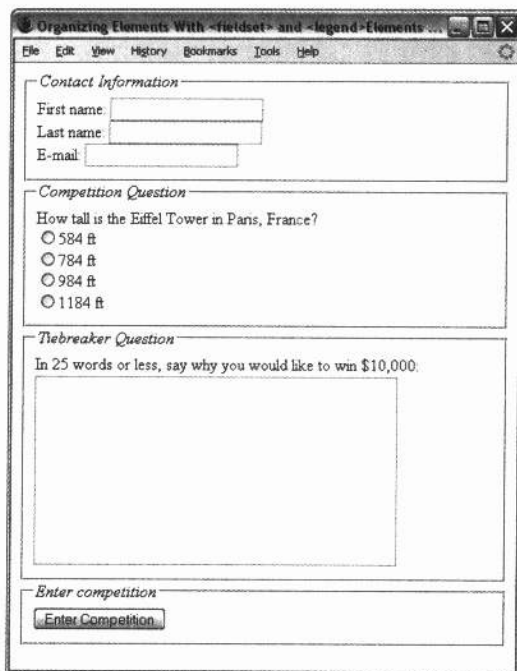 Organizing Elements With <fieldset> and <legend>Elements ...
File Edit View History Bookmarks Tools Help
Contact Information
First name:
Last name:
E-mail:
Competition Question
How tall is the Eiffel Tower in Paris, France?
584 ft
784 ft
984 ft
1184 ft
Tiebreaker Question
In 25 words or less, say why you would like to win $10,000:
Enter competition
Enter Competition